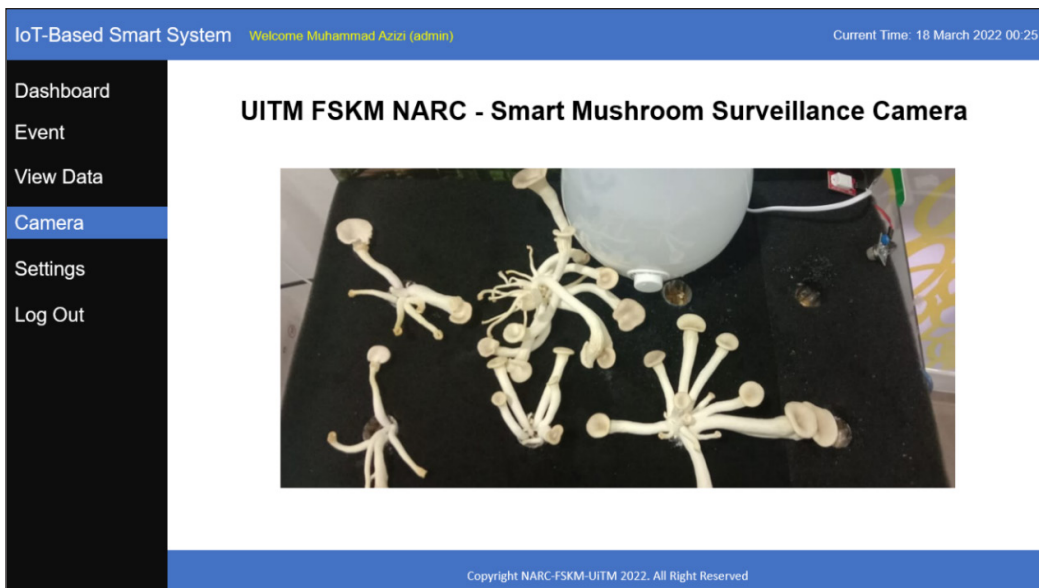 IoT-Based Smart System Welcome Muhammad Azizi (admin) Current Time: 18 March 2022 00:25
Dashboard
Event
View Data
Camera
Settings
Log Out
UITM FSKM NARC - Smart Mushroom Surveillance Camera
Copyright NARC-FSKM-UiTM 2022. All Right Reserved